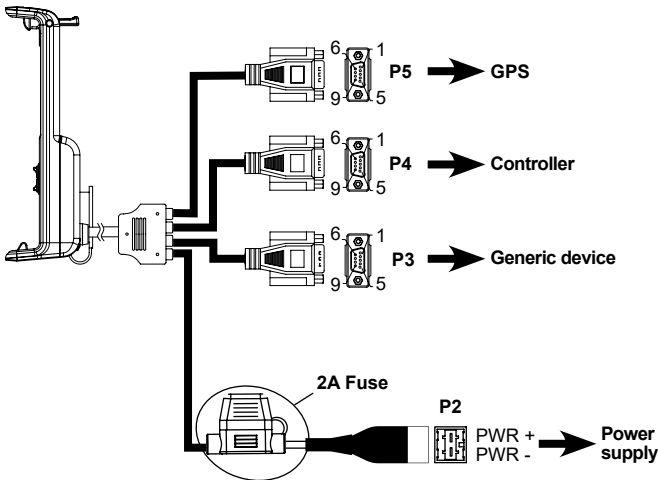 6 1
P5 GPS
9 5
6 1
P4 Controller
9 5
6 1
P3 Generic device
9 5
2A Fuse
P2
PWR +
PWR -
Power
supply